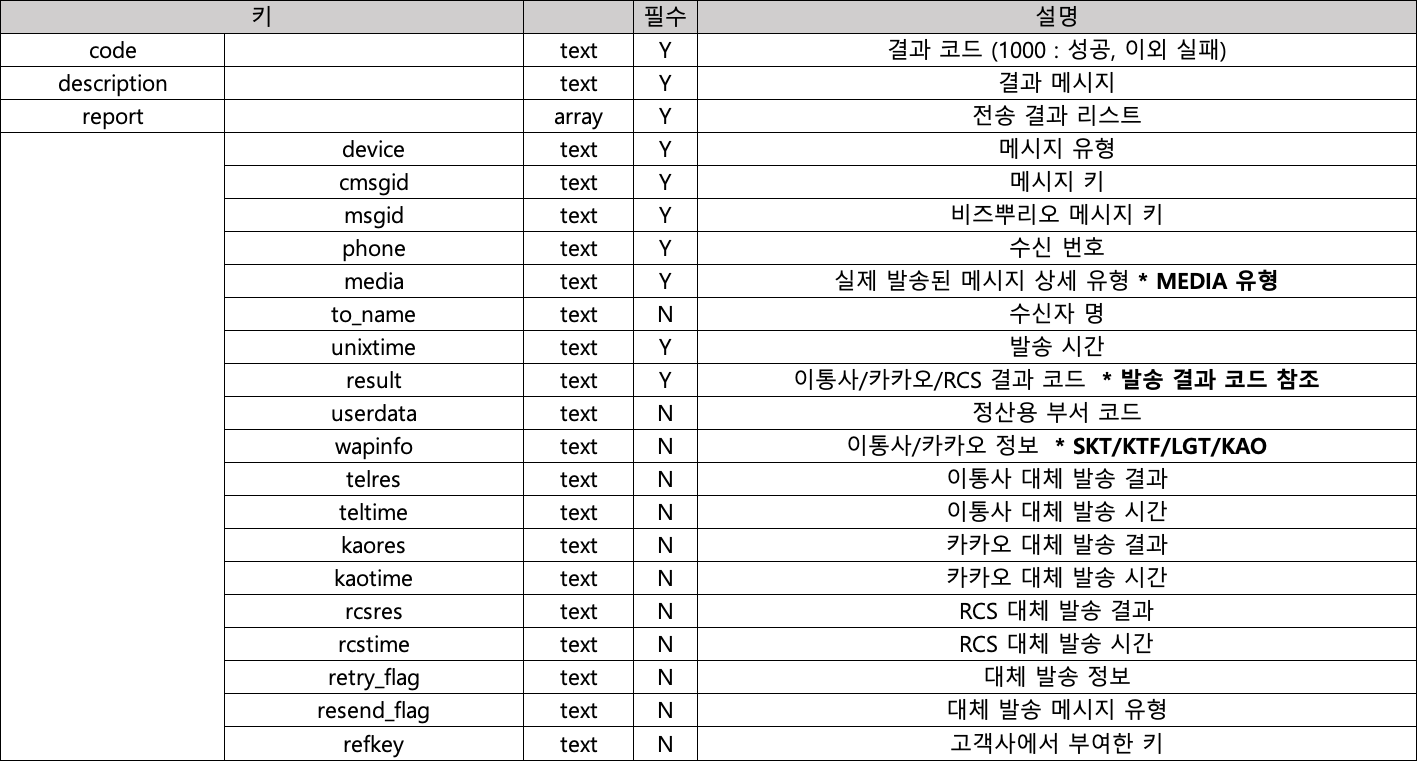 키 필수 설명
code text Y 결과 코드 (1000 : 성공, 이외 실패)
description text Y 결과 메시지
report array Y 전송 결과 리스트
device text Y 메시지 유형
cmsgid text Y 메시지 키
msgid text Y 비즈뿌리오 메시지 키
phone text Y 수신 번호
media text Y 실제 발송된 메시지 상세 유형 * MEDIA 유형
to_name text N 수신자 명
unixtime text Y 발송 시간
result text Y 이통사/카카오/RCS 결과 코드 * 발송 결과 코드 참조
userdata text N 정산용 부서 코드
wapinfo text N 이통사/카카오 정보 * SKT/KTF/LGT/KAO
telres text N 이통사 대체 발송 결과
teltime text N 이통사 대체 발송 시간
kaores text N 카카오 대체 발송 결과
kaotime text N 카카오 대체 발송 시간
rcsres text N RCS 대체 발송 결과
rcstime text N RCS 대체 발송 시간
retry_flag text N 대체 발송 정보
resend_flag text N 대체 발송 메시지 유형
refkey text N 고객사에서 부여한 키